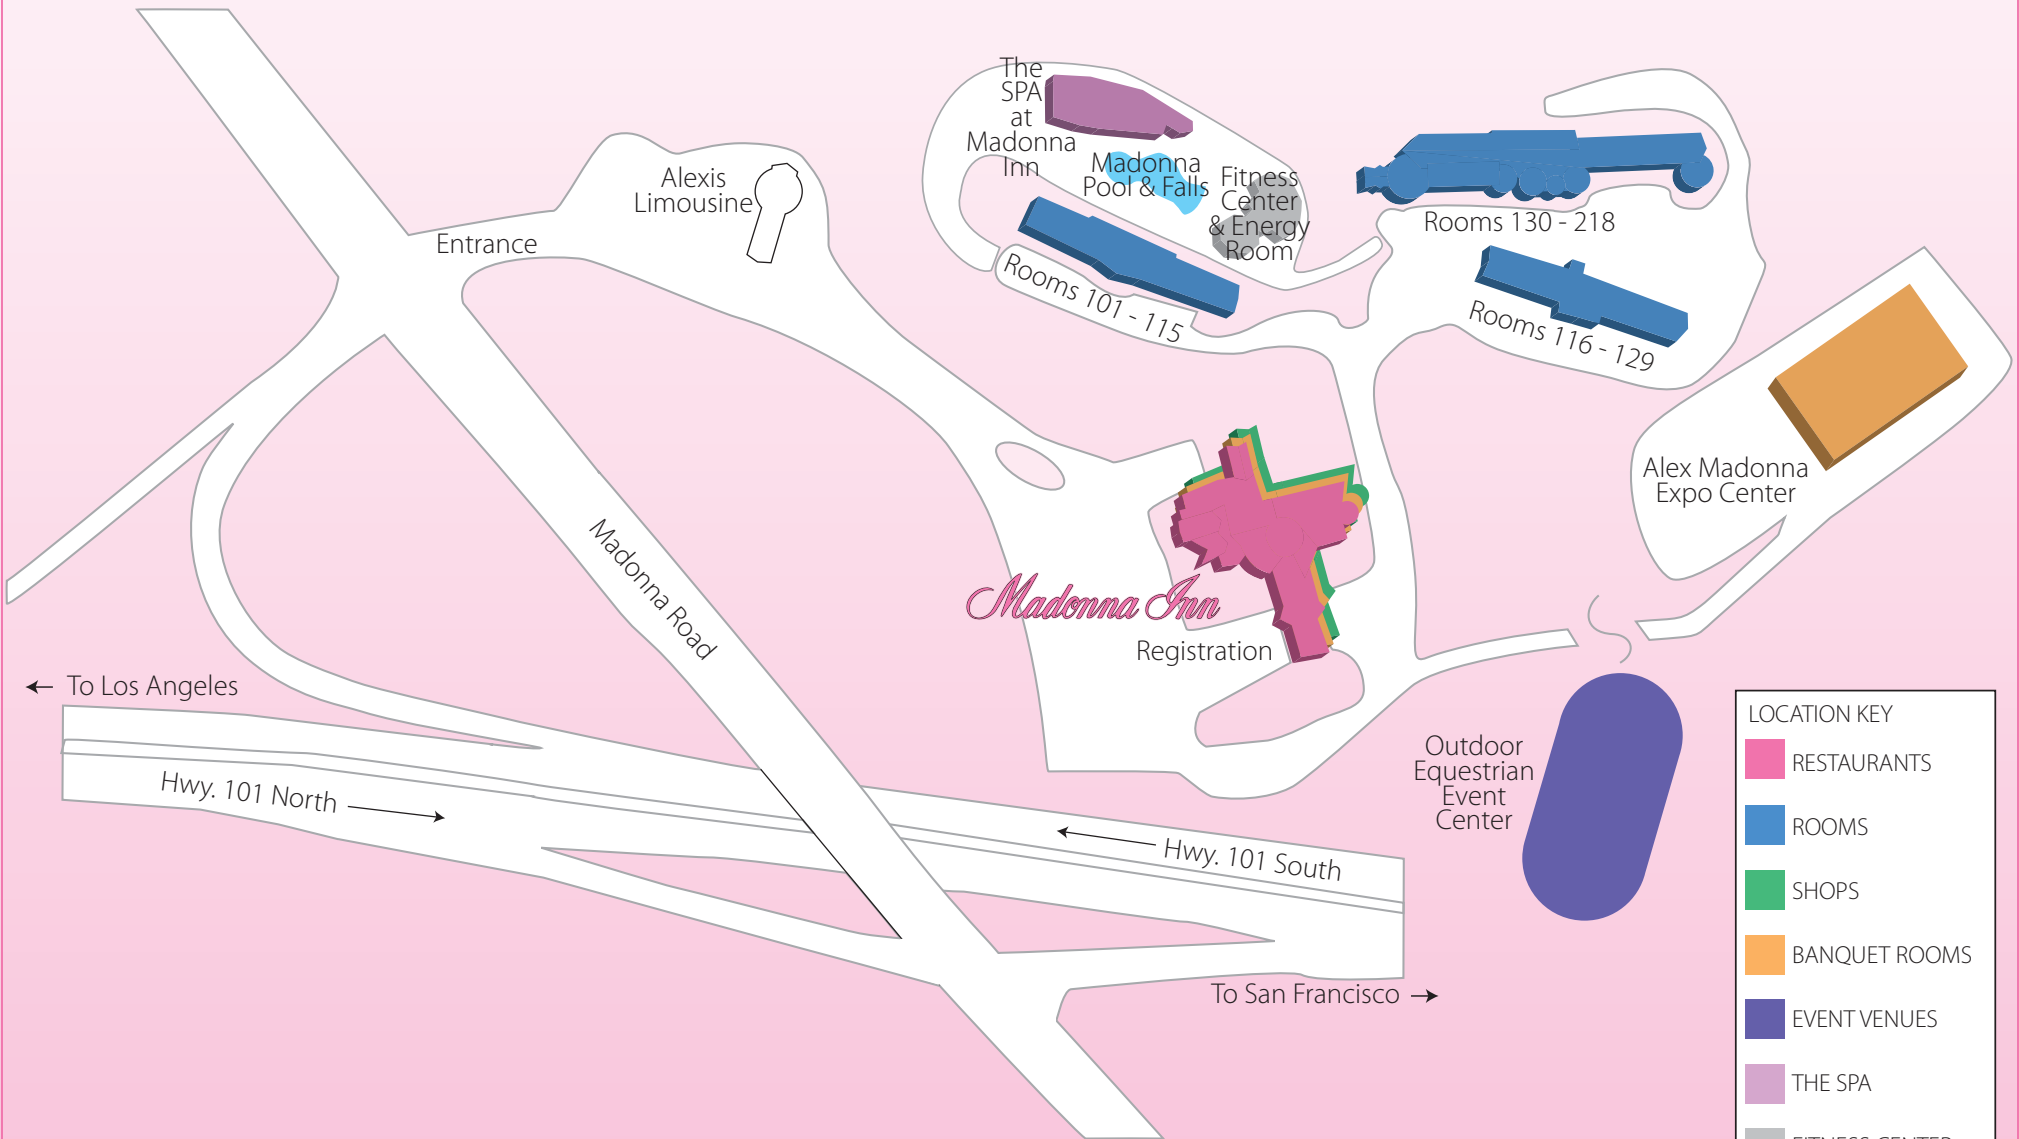 The
SPA
at
Madonna
Inn
Madonna
Pool & Falls
Fitness
Center
& Energy
Room
Alexis
Limousine
Entrance
Rooms 130 - 218
Rooms 101 - 115
Rooms 116 - 129
Alex Madonna
Expo Center
Madonna Road
Madonna Inn
Registration
← To Los Angeles
Hwy. 101 North
Hwy. 101 South
To San Francisco →
Outdoor
Equestrian
Event
Center
LOCATION KEY
RESTAURANTS
ROOMS
SHOPS
BANQUET ROOMS
EVENT VENUES
THE SPA
FITNESS CENTER